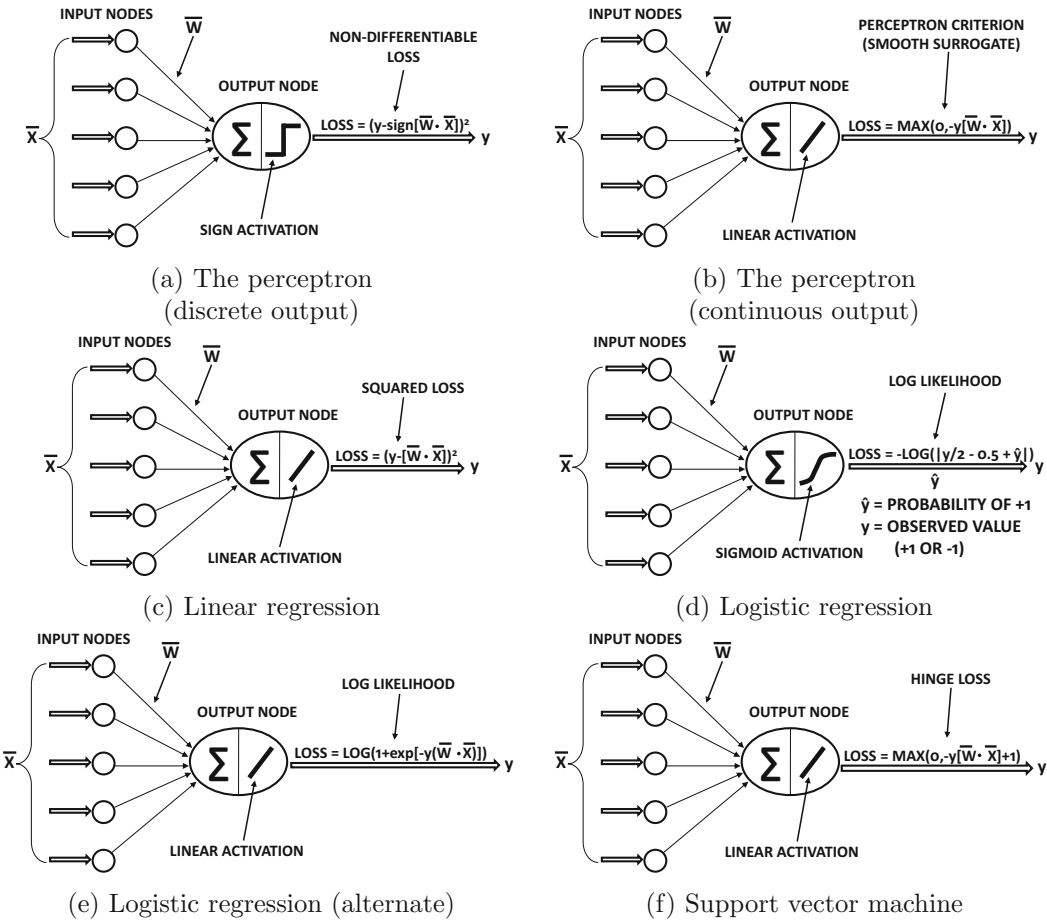 INPUT NODES
W̅
NON-DIFFERENTIABLE
LOSS
OUTPUT NODE
X̅
∑
LOSS = (y-sign[W̅ · X̅])²
y
SIGN ACTIVATION
(a) The perceptron
(discrete output)
INPUT NODES
W̅
PERCEPTRON CRITERION
(SMOOTH SURROGATE)
OUTPUT NODE
X̅
∑
LOSS = MAX(0,-y[W̅ · X̅])
y
LINEAR ACTIVATION
(b) The perceptron
(continuous output)
INPUT NODES
W̅
SQUARED LOSS
OUTPUT NODE
X̅
∑
LOSS = (y-[W̅ · X̅])²
y
LINEAR ACTIVATION
(c) Linear regression
INPUT NODES
W̅
LOG LIKELIHOOD
OUTPUT NODE
X̅
∑
LOSS = -LOG(|y/2 - 0.5 + ŷ|)
y
ŷ
ŷ = PROBABILITY OF +1
y = OBSERVED VALUE
(+1 OR -1)
SIGMOID ACTIVATION
(d) Logistic regression
INPUT NODES
W̅
LOG LIKELIHOOD
OUTPUT NODE
X̅
∑
LOSS = LOG(1+exp[-y(W̅ · X̅)])
y
LINEAR ACTIVATION
(e) Logistic regression (alternate)
INPUT NODES
W̅
HINGE LOSS
OUTPUT NODE
X̅
∑
LOSS = MAX(0,-y[W̅ · X̅]+1)
y
LINEAR ACTIVATION
(f) Support vector machine